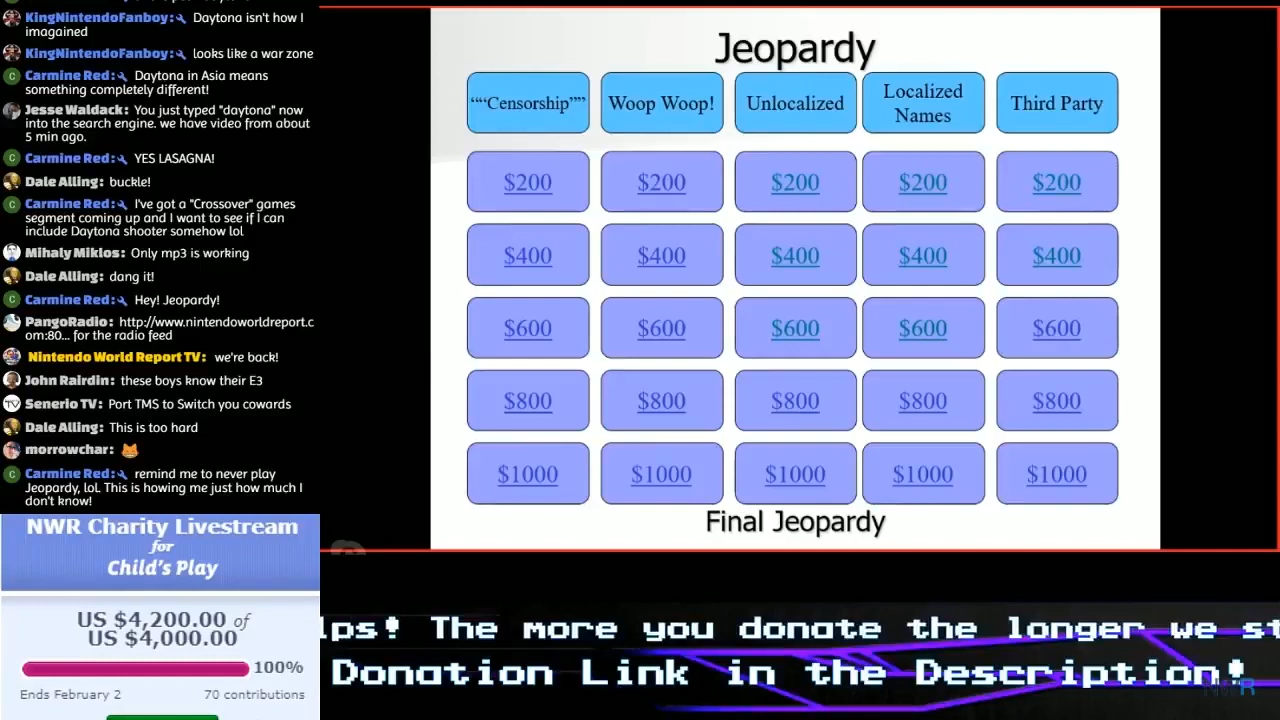 KingNintendoFanboy: Daytona isn't how I
imagained
KingNintendoFanboy: looks like a war zone
Carmine Red: Daytona in Asia means
something completely different!
Jesse Waldack: You just typed "daytona" now
into the search engine. we have video from about
5 min ago.
Carmine Red: YES LASAGNA!
Dale Alling: buckle!
Carmine Red: I've got a "Crossover" games
segment coming up and I want to see if I can
include Daytona shooter somehow lol
Mihaly Miklos: Only mp3 is working
Dale Alling: dang it!
Carmine Red: Hey! Jeopardy!
PangoRadio: http://www.nintendoworldreport.c
om:80... for the radio feed
Nintendo World Report TV: we're back!
John Rairdin: these boys know their E3
Senerio TV: Port TMS to Switch you cowards
Dale Alling: This is too hard
morrowchar: 
Carmine Red: remind me to never play
Jeopardy, lol. This is howing me just how much I
don't know!
NWR Charity Livestream
for
Child's Play
US $4,200.00 of
US $4,000.00
100%
Ends February 2 70 contributions
Jeopardy
""Censorship"" Woop Woop! Unlocalized Localized Names Third Party
$200 $200 $200 $200 $200
$400 $400 $400 $400 $400
$600 $600 $600 $600 $600
$800 $800 $800 $800 $800
$1000 $1000 $1000 $1000 $1000
Final Jeopardy
lps! The more you donate the longer we st
Donation Link in the Description!
NWR